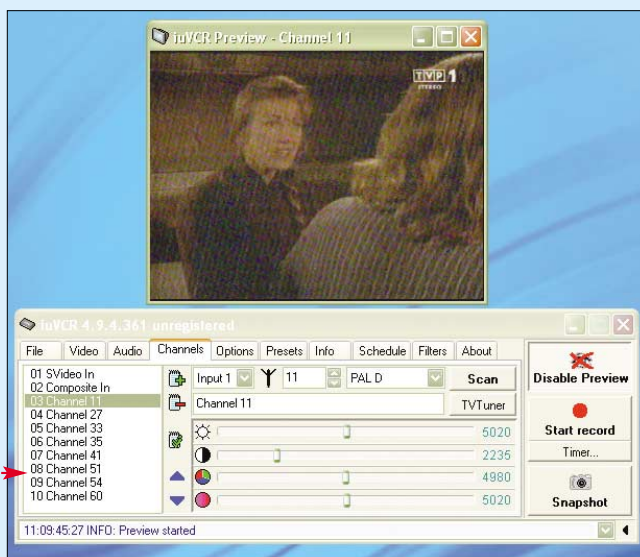 iuVCR Preview - Channel 11
TVP 1
STEREO
iuVCR 4.9.4.361 unregistered
File Video Audio Channels Options Presets Info Schedule Filters About
01 SVideo In
02 Composite In
03 Channel 11
04 Channel 27
05 Channel 33
06 Channel 35
07 Channel 41
08 Channel 51
09 Channel 54
10 Channel 60
Input 1 11 PAL D Scan
Channel 11 TVTuner
5020
2235
4980
5020
Disable Preview
Start record
Timer...
Snapshot
11:09:45:27 INFO: Preview started